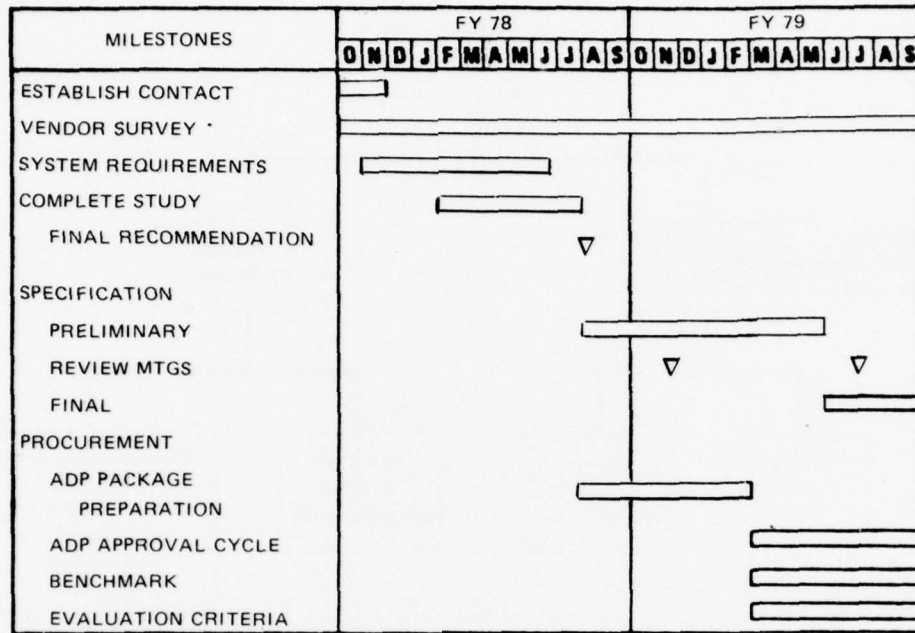 MILESTONES
FY 78
FY 79
O N D J F M A M J J A S O N D J F M A M J J A S
ESTABLISH CONTACT
VENDOR SURVEY
SYSTEM REQUIREMENTS
COMPLETE STUDY
FINAL RECOMMENDATION
SPECIFICATION
PRELIMINARY
REVIEW MTGS
FINAL
PROCUREMENT
ADP PACKAGE
PREPARATION
ADP APPROVAL CYCLE
BENCHMARK
EVALUATION CRITERIA